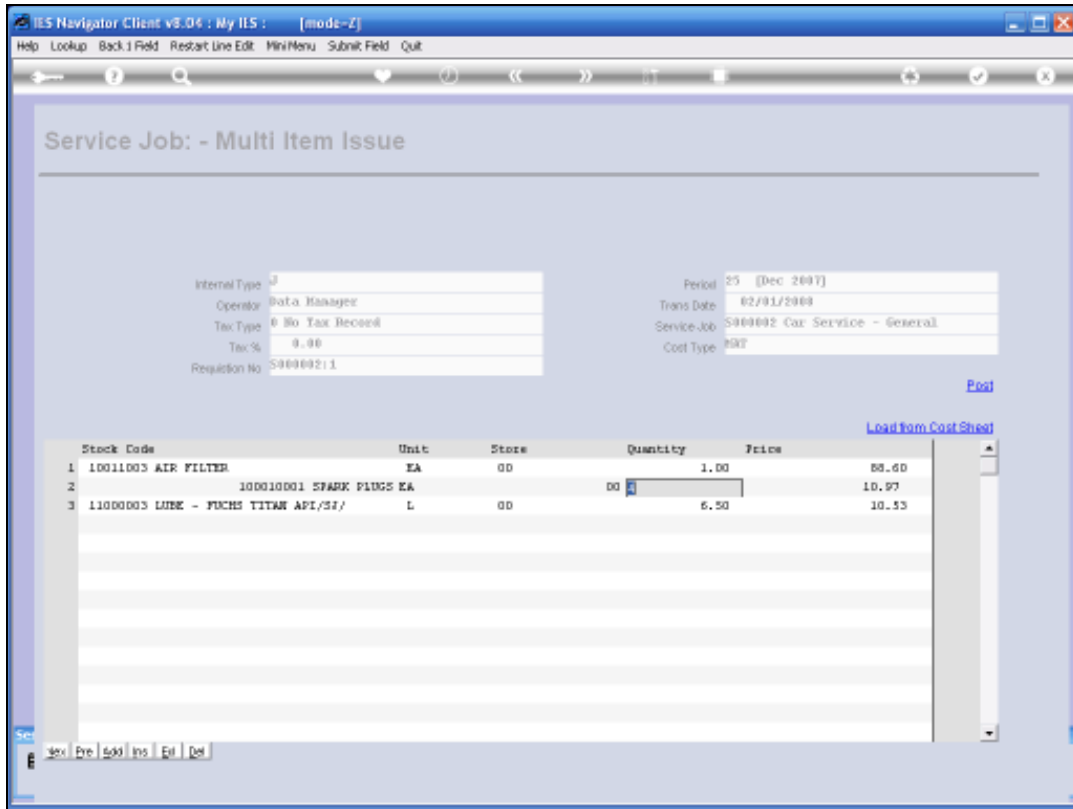 IES Navigator Client v8.04 : My IES : [mode=Z]
Help Lookup Back 1 Field Restart Line Edit MiniMenu Submit Field Quit
Service Job: - Multi Item Issue
Internal Type J
Period 25 [Dec 2007]
Operator Data Manager
Trans Date 02/01/2008
Tax Type 0 No Tax Record
Service Job S000002 Car Service - General
Tax % 0.00
Cost Type
Requistion No S000002:1
Post
Load from Cost Sheet
Stock Code Unit Store Quantity Price
1 10011003 AIR FILTER EA 00 1.00 88.60
2 100010001 SPARK PLUGS EA 00 4 10.97
3 11000003 LUBE - FUCHS TITAN API/SJ/ L 00 6.50 10.53
Nex Pre Add Ins Del